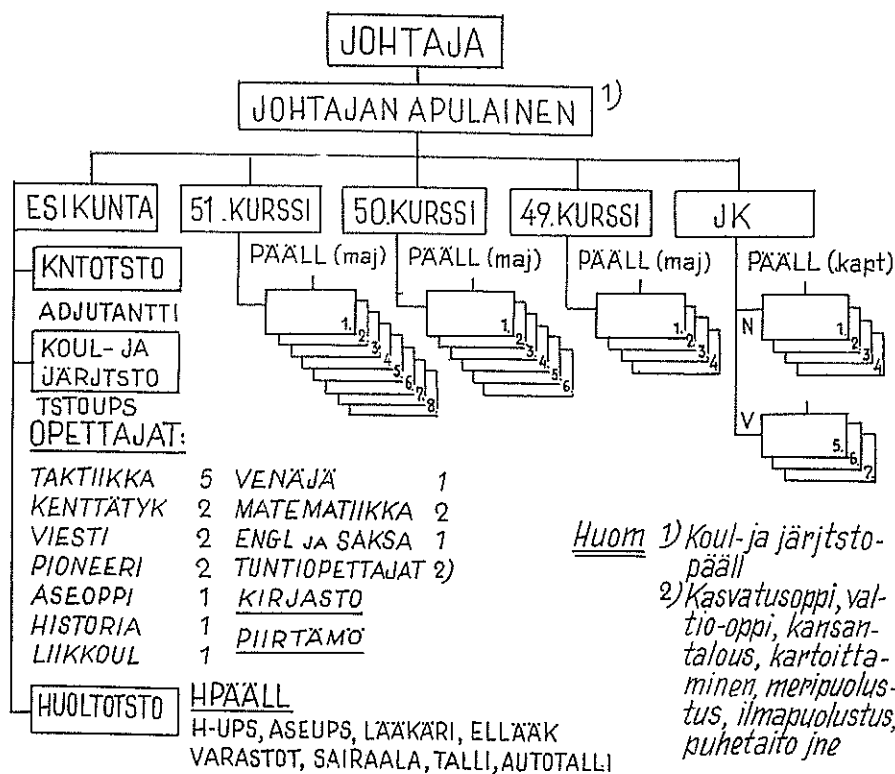 JOHTAJA
JOHTAJAN APULAINEN 1)
ESIKUNTA
51.KURSSI
50.KURSSI
49.KURSSI
JK
PÄÄLL (maj)
PÄÄLL (maj)
PÄÄLL (maj)
PÄÄLL (.kapt)
1.
2.
3.
4.
5.
6.
7.
8.
1.
2.
3.
4.
5.
6.
1.
2.
3.
4
N
1.
2.
3.
4
V
5.
6.
7.
KNTOTSTO
ADJUTANTTI
KOUL- JA
JÄRJTSTO
TSTOUPS
OPETTAJAT:
TAKTIIKKA 5 VENÄJÄ 1
KENTTÄTYK 2 MATEMATIIKKA 2
VIESTI 2 ENGL JA SAKSA 1
PIONEERI 2 TUNTIOPETTAJAT 2)
ASEOPPI 1 KIRJASTO
HISTORIA 1
PIIRTÄMÖ
LIIKKOUL 1
HUOLTOTSTO
HPÄÄLL
H-UPS, ASEUPS, LÄÄKÄRI, ELLÄÄK
VARASTOT, SAIRAALA, TALLI, AUTOTALLI
Huom 1) Koul-ja järjtsto-
pääll
2) Kasvatusoppi, val-
tio-oppi, kansan-
talous, kartoitta-
minen, meripuolus-
tus, ilmapuolustus,
puhetaito jne